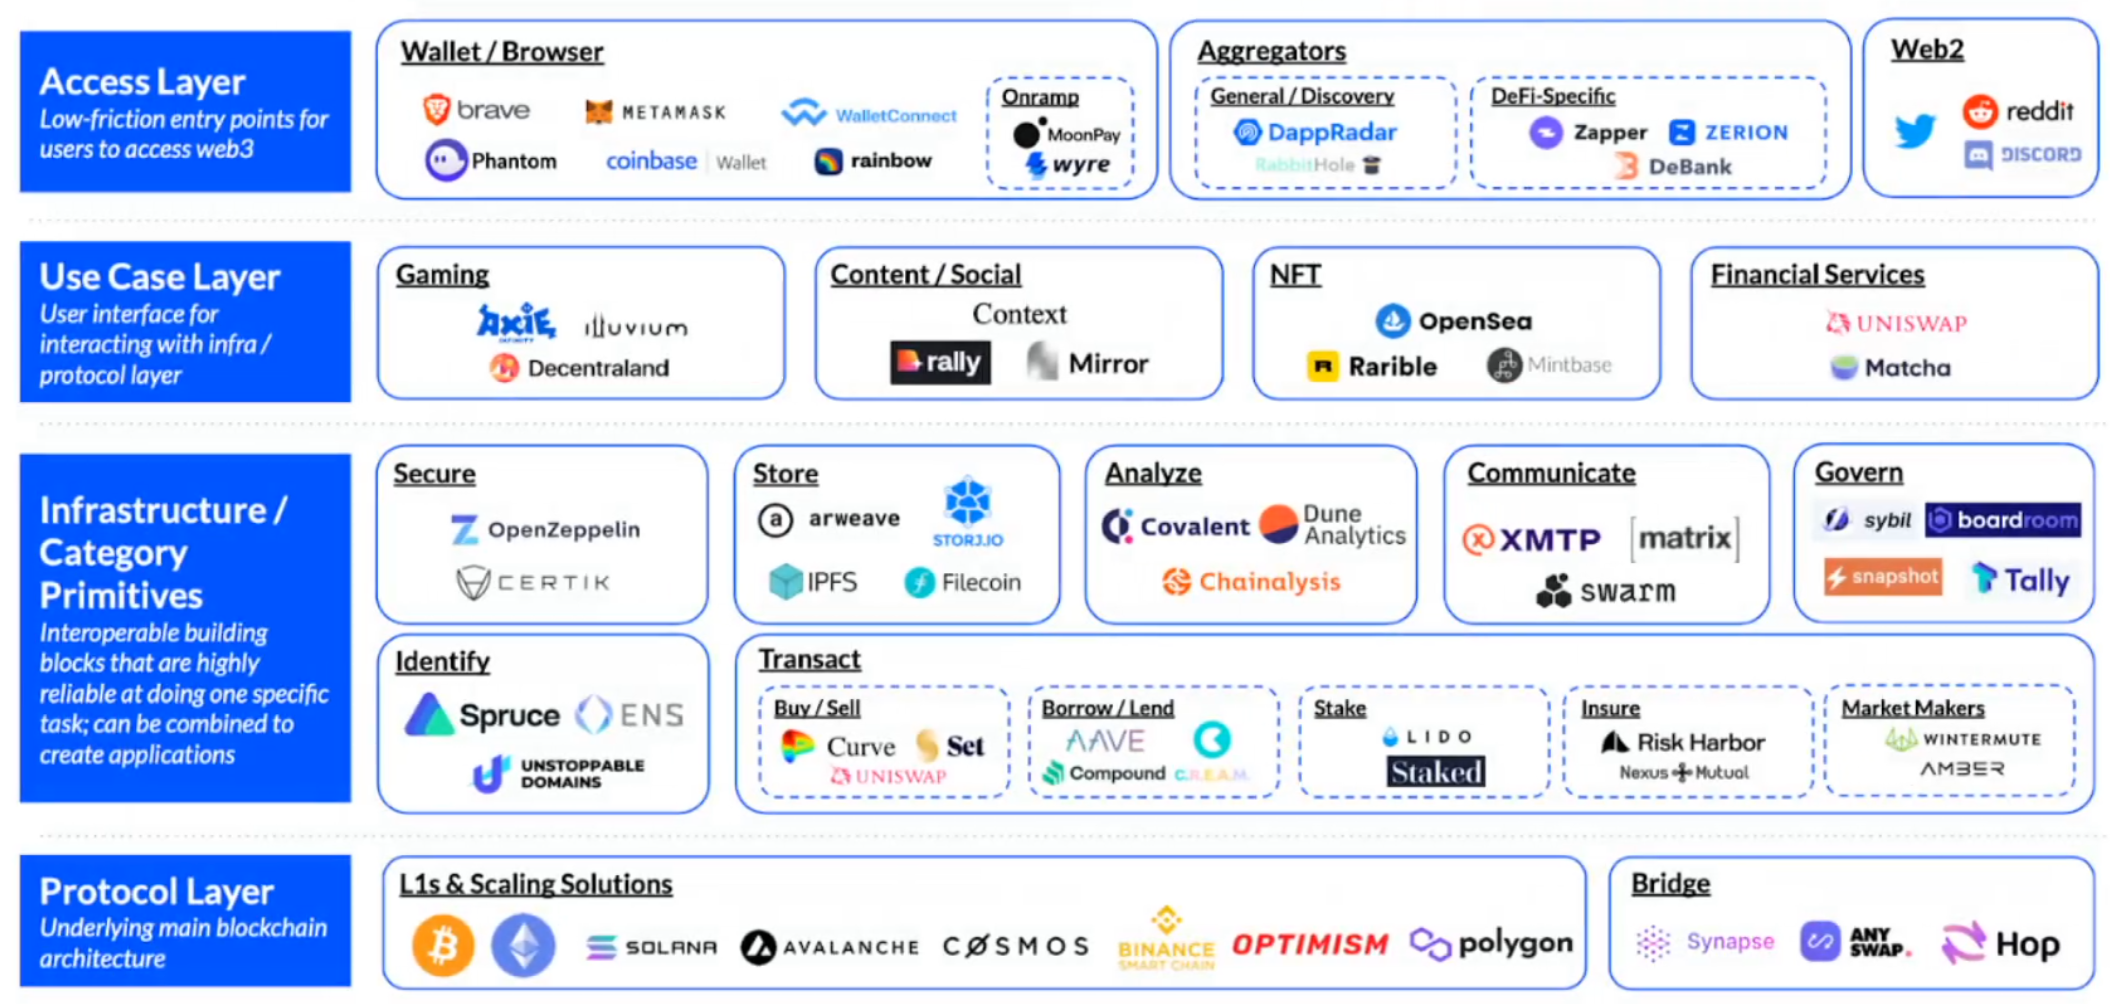 Access Layer
Low-friction entry points for
users to access web3
Wallet / Browser
brave
METAMASK
WalletConnect
Phantom
coinbase | Wallet
rainbow
Onramp
MoonPay
wyre
Aggregators
General / Discovery
DappRadar
RabbitHole
DeFi-Specific
Zapper
ZERION
DeBank
Web2
reddit
DISCORD
Use Case Layer
User interface for
interacting with infra /
protocol layer
Gaming
AXIE
INFINITY
illuvium
Decentraland
Content / Social
Context
rally
Mirror
NFT
OpenSea
R
Rarible
Mintbase
Financial Services
UNISWAP
Matcha
Infrastructure /
Category
Primitives
Interoperable building
blocks that are highly
reliable at doing one specific
task; can be combined to
create applications
Secure
OpenZeppelin
CERTIK
Store
a arweave
STORJ.IO
IPFS
Filecoin
Analyze
Covalent
Dune
Analytics
Chainalysis
Communicate
XMTP
[matrix]
swarm
Govern
sybil
boardroom
snapshot
Tally
Identify
Spruce
ENS
UNSTOPPABLE
DOMAINS
Transact
Buy / Sell
Curve
Set
UNISWAP
Borrow / Lend
AAVE
Compound
C.R.E.A.M.
Stake
LIDO
Staked
Insure
Risk Harbor
Nexus Mutual
Market Makers
WINTERMUTE
AMBER
Protocol Layer
Underlying main blockchain
architecture
L1s & Scaling Solutions
SOLANA
AVALANCHE
CØSMOS
BINANCE
SMART CHAIN
OPTIMISM
polygon
Bridge
Synapse
ANY
SWAP.
Hop